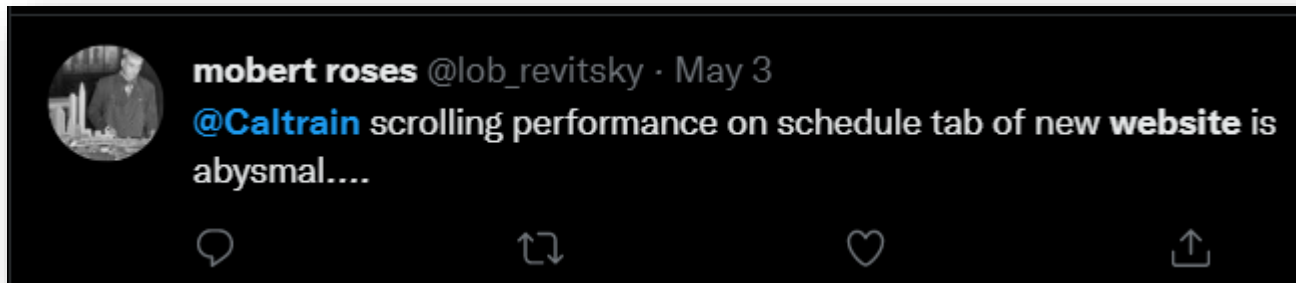 mobert roses @lob_revitsky · May 3
@Caltrain scrolling performance on schedule tab of new website is
abysmal....